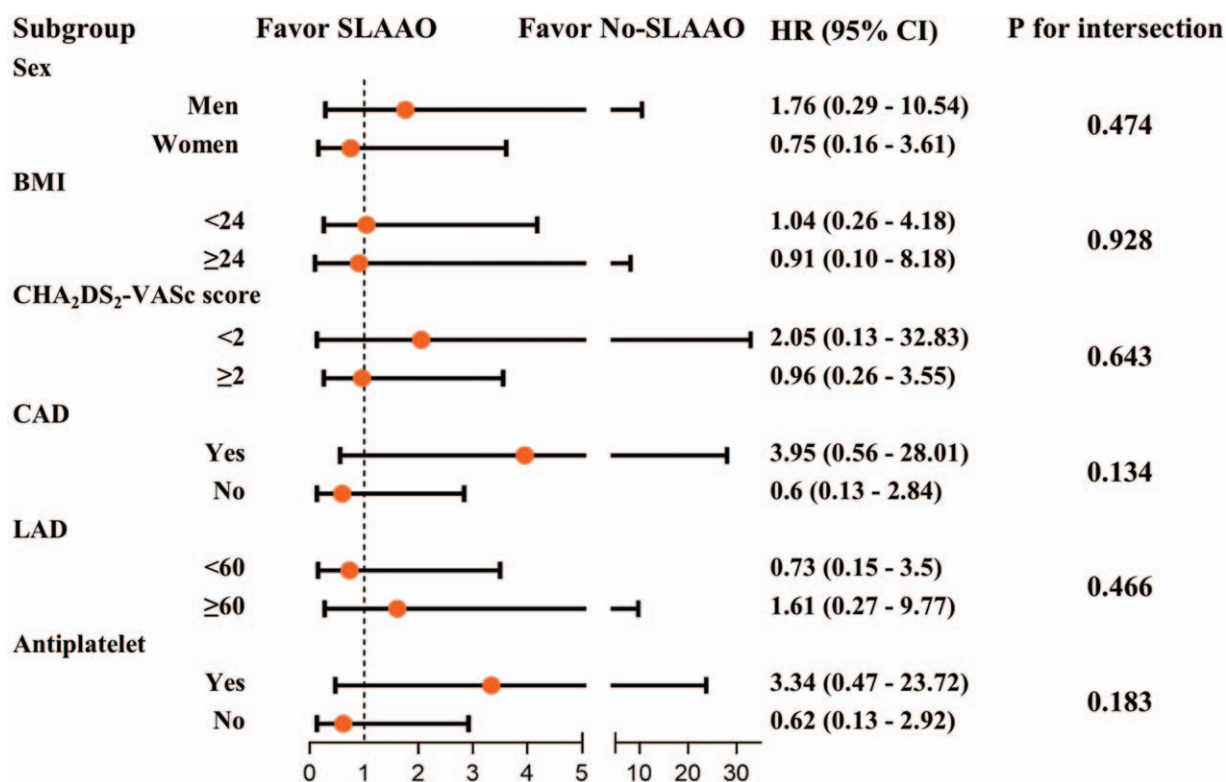 Subgroup Favor SLAAO Favor No-SLAAO HR (95% CI) P for intersection
Sex
Men 1.76 (0.29 - 10.54)
0.474
Women 0.75 (0.16 - 3.61)
BMI
<24 1.04 (0.26 - 4.18)
0.928
≥24 0.91 (0.10 - 8.18)
CHA₂DS₂-VASc score
<2 2.05 (0.13 - 32.83)
0.643
≥2 0.96 (0.26 - 3.55)
CAD
Yes 3.95 (0.56 - 28.01)
0.134
No 0.6 (0.13 - 2.84)
LAD
<60 0.73 (0.15 - 3.5)
0.466
≥60 1.61 (0.27 - 9.77)
Antiplatelet
Yes 3.34 (0.47 - 23.72)
0.183
No 0.62 (0.13 - 2.92)
0 1 2 3 4 5 10 20 30